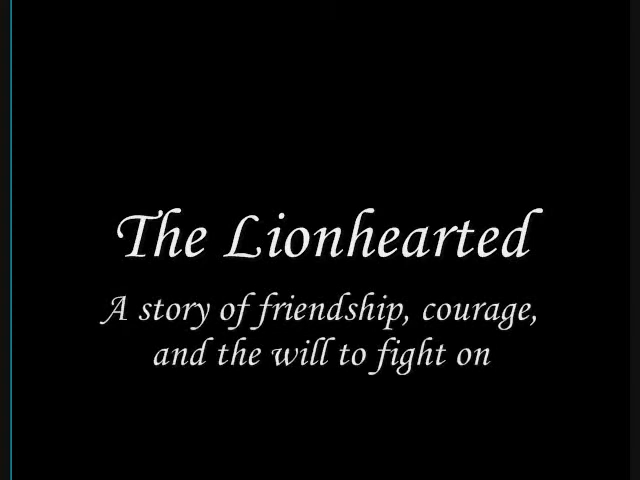 The Lionhearted
A story of friendship, courage,
and the will to fight on